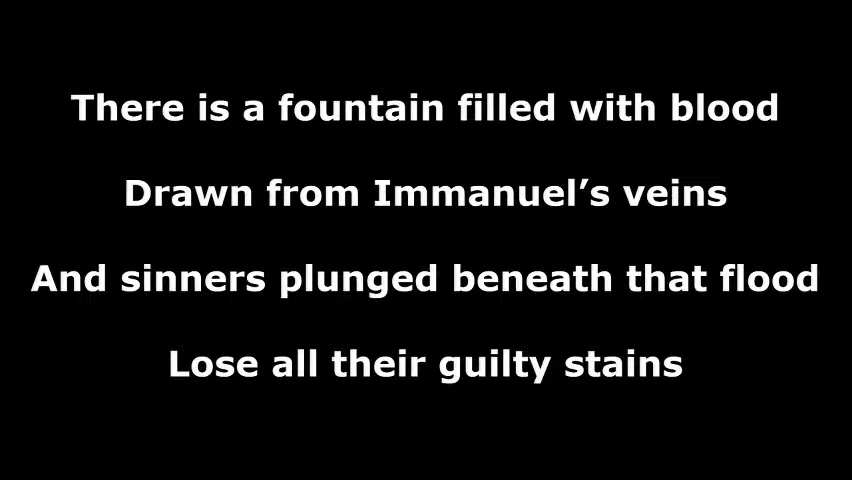 There is a fountain filled with blood
Drawn from Immanuel’s veins
And sinners plunged beneath that flood
Lose all their guilty stains